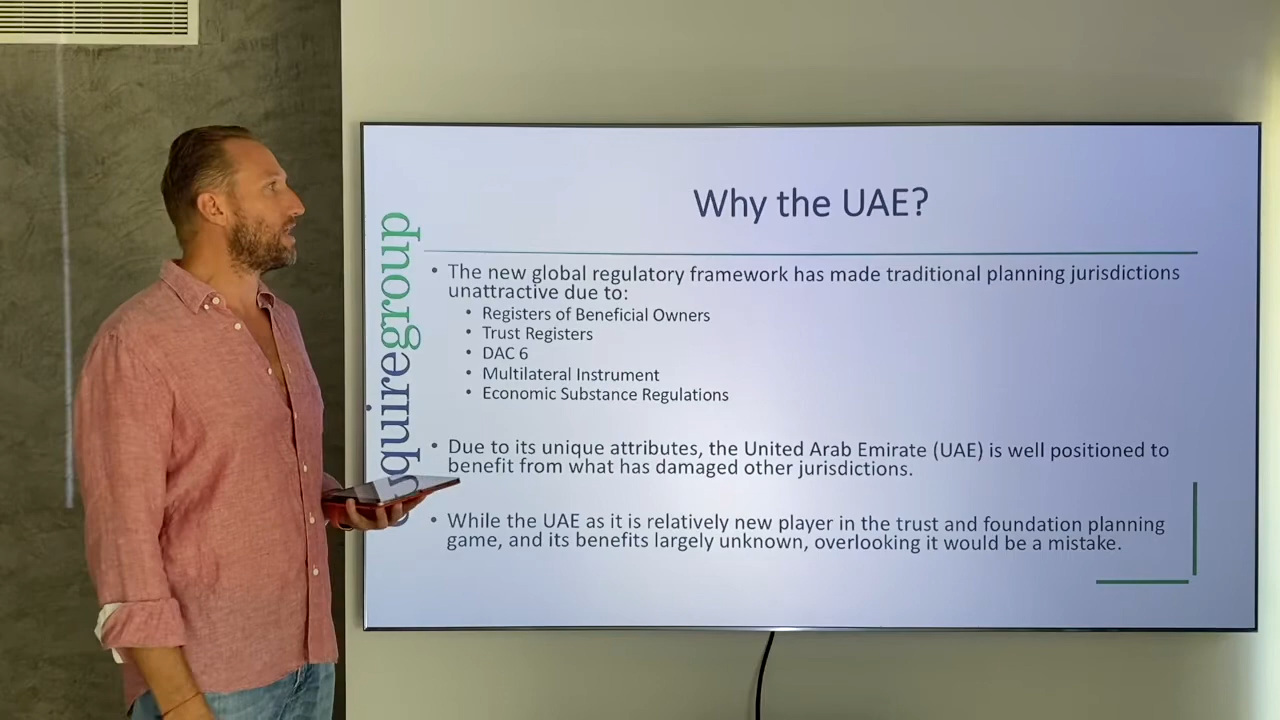 Why the UAE?
• The new global regulatory framework has made traditional planning jurisdictions
unattractive due to:
• Registers of Beneficial Owners
• Trust Registers
• DAC 6
• Multilateral Instrument
• Economic Substance Regulations
• Due to its unique attributes, the United Arab Emirate (UAE) is well positioned to
benefit from what has damaged other jurisdictions.
• While the UAE as it is relatively new player in the trust and foundation planning
game, and its benefits largely unknown, overlooking it would be a mistake.